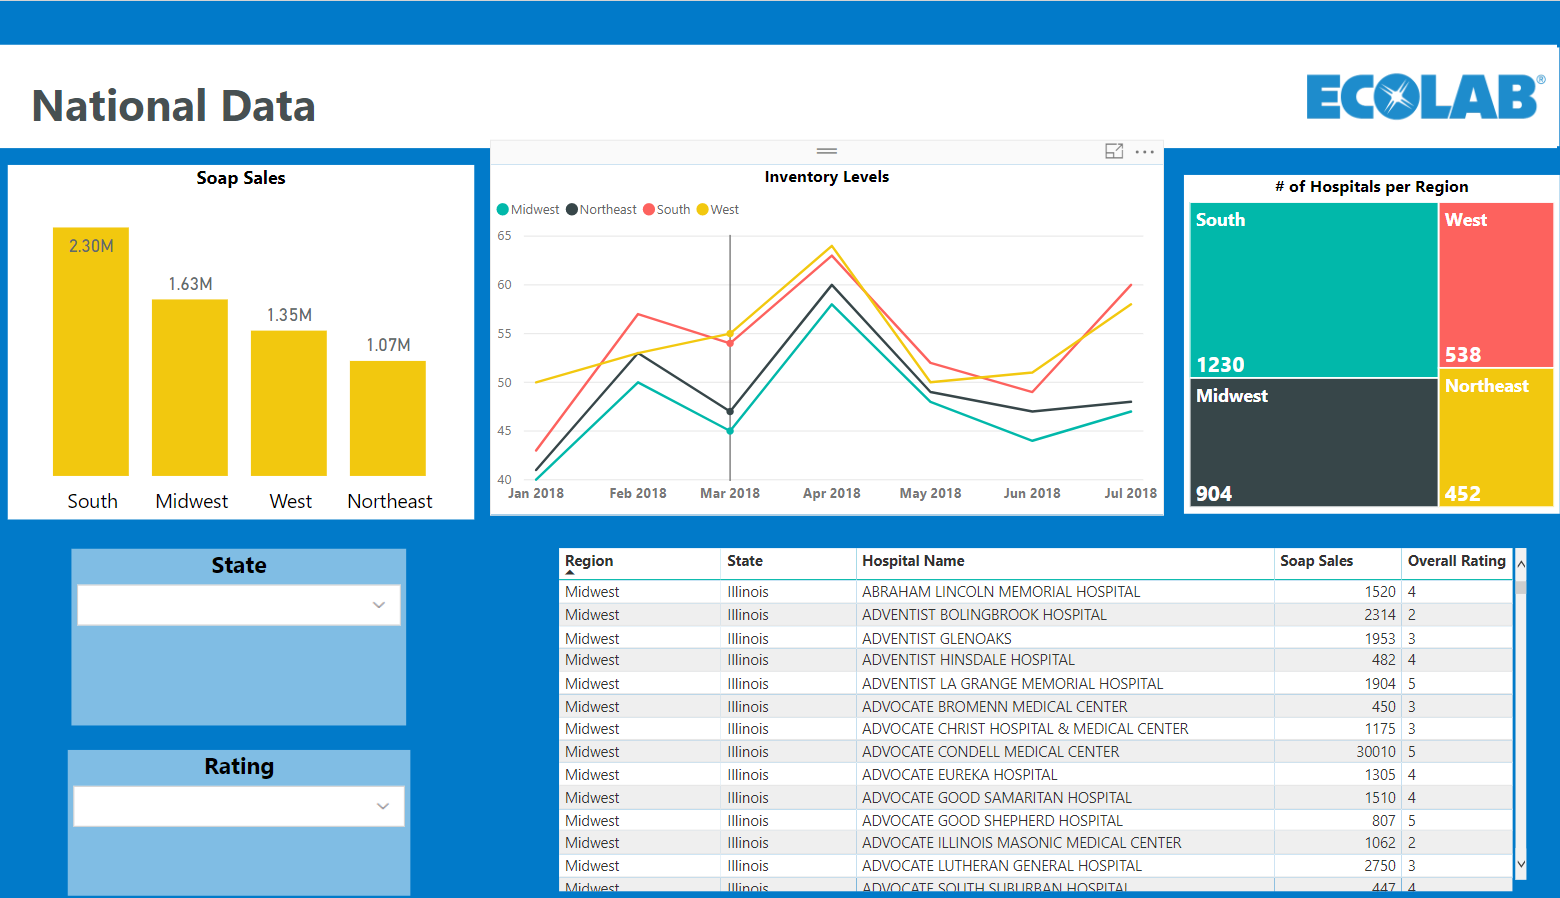 National Data
ECOLAB®
Soap Sales
2.30M
1.63M
1.35M
1.07M
South Midwest West Northeast
Inventory Levels
Midwest Northeast South West
65
60
55
50
45
40
Jan 2018 Feb 2018 Mar 2018 Apr 2018 May 2018 Jun 2018 Jul 2018
# of Hospitals per Region
South
1230
West
538
Midwest
904
Northeast
452
State
Rating
Region State Hospital Name Soap Sales Overall Rating
Midwest Illinois ABRAHAM LINCOLN MEMORIAL HOSPITAL 1520 4
Midwest Illinois ADVENTIST BOLINGBROOK HOSPITAL 2314 2
Midwest Illinois ADVENTIST GLENOAKS 1953 3
Midwest Illinois ADVENTIST HINSDALE HOSPITAL 482 4
Midwest Illinois ADVENTIST LA GRANGE MEMORIAL HOSPITAL 1904 5
Midwest Illinois ADVOCATE BROMENN MEDICAL CENTER 450 3
Midwest Illinois ADVOCATE CHRIST HOSPITAL & MEDICAL CENTER 1175 3
Midwest Illinois ADVOCATE CONDELL MEDICAL CENTER 30010 5
Midwest Illinois ADVOCATE EUREKA HOSPITAL 1305 4
Midwest Illinois ADVOCATE GOOD SAMARITAN HOSPITAL 1510 4
Midwest Illinois ADVOCATE GOOD SHEPHERD HOSPITAL 807 5
Midwest Illinois ADVOCATE ILLINOIS MASONIC MEDICAL CENTER 1062 2
Midwest Illinois ADVOCATE LUTHERAN GENERAL HOSPITAL 2750 3
Midwest Illinois ADVOCATE SOUTH SUBURBAN HOSPITAL 447 4